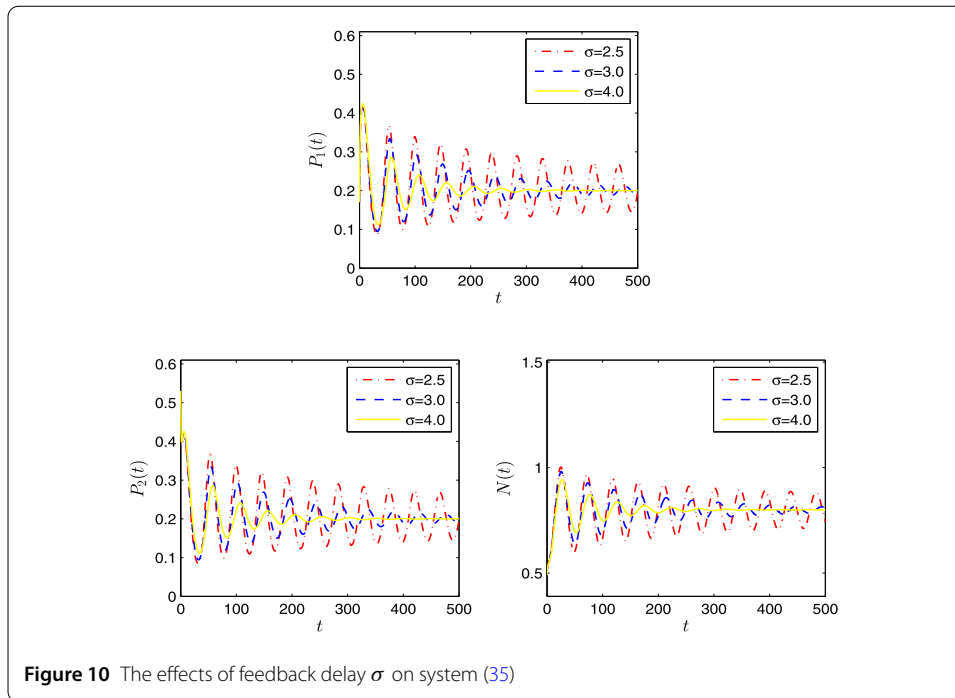 0.6
0.5
0.4
0.3
0.2
0.1
0
P₁(t)
0 100 200 300 400 500
t
σ=2.5
σ=3.0
σ=4.0
0.6
0.5
0.4
0.3
0.2
0.1
0
P₂(t)
0 100 200 300 400 500
t
σ=2.5
σ=3.0
σ=4.0
1.5
1
0.5
N(t)
0 100 200 300 400 500
t
σ=2.5
σ=3.0
σ=4.0
Figure 10 The effects of feedback delay σ on system (35)